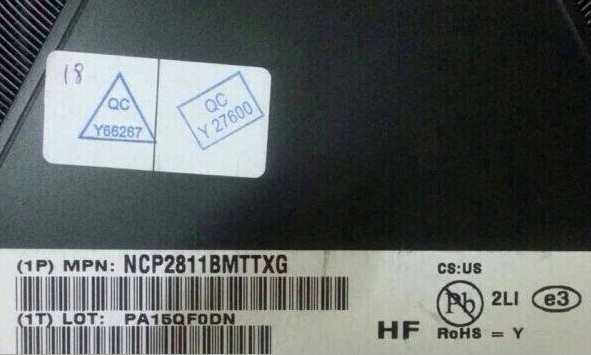 18
QC
Y66267
QC
Y 27600
(1P) MPN: NCP2811BMTTXG
CS:US
Pb 2LI e3
(1T) LOT: PA15QF0DN
HF RoHS = Y